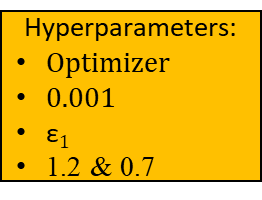 Hyperparameters:
• Optimizer
• 0.001
• ε₁
• 1.2 & 0.7